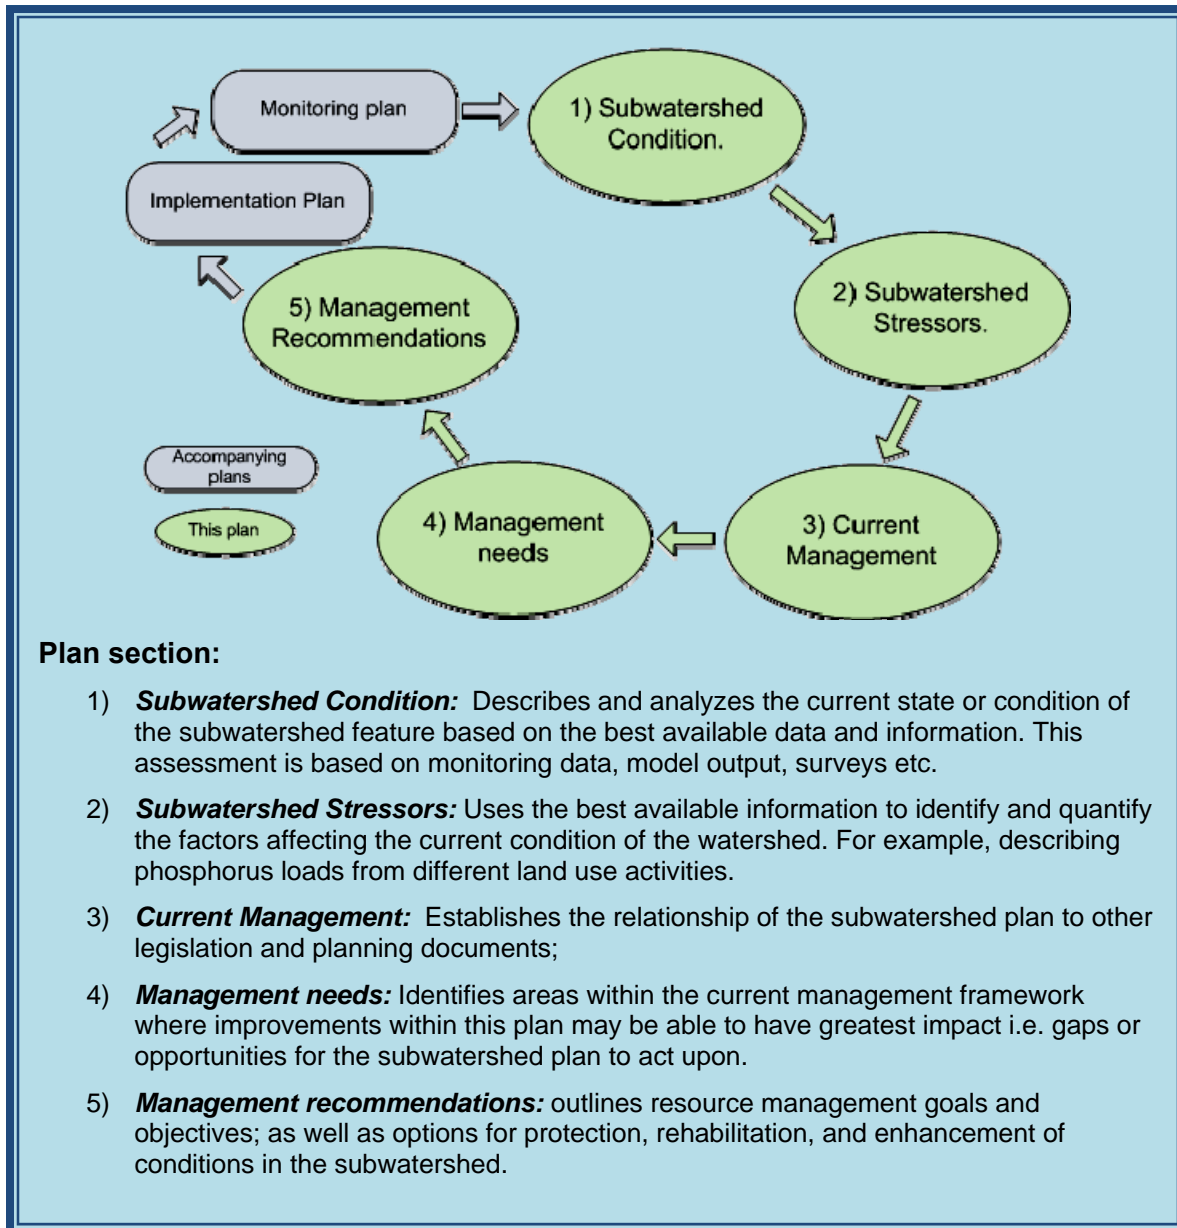 Monitoring plan
1) Subwatershed
Condition.
Implementation Plan
2) Subwatershed
Stressors.
5) Management
Recommendations
Accompanying
plans
This plan
4) Management
needs
3) Current
Management
Plan section:
1) Subwatershed Condition: Describes and analyzes the current state or condition of
the subwatershed feature based on the best available data and information. This
assessment is based on monitoring data, model output, surveys etc.
2) Subwatershed Stressors: Uses the best available information to identify and quantify
the factors affecting the current condition of the watershed. For example, describing
phosphorus loads from different land use activities.
3) Current Management: Establishes the relationship of the subwatershed plan to other
legislation and planning documents;
4) Management needs: Identifies areas within the current management framework
where improvements within this plan may be able to have greatest impact i.e. gaps or
opportunities for the subwatershed plan to act upon.
5) Management recommendations: outlines resource management goals and
objectives; as well as options for protection, rehabilitation, and enhancement of
conditions in the subwatershed.